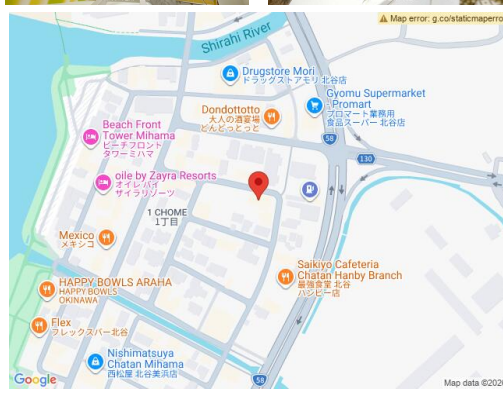 Map error: g.co/staticmaperro
Shirahi River
Drugstore Mori
ドラッグストアモリ 北谷店
Gyomu Supermarket
- Promart
プロマート業務用
食品スーパー 北谷店
Dondottotto
大人の酒宴場
どんどっとっと
58
130
Beach Front
Tower Mihama
ビーチフロント
タワーミハマ
oile by Zayra Resorts
オイレバイ
ザイラリゾーツ
1 CHOME
1丁目
Mexico
メキシコ
Saikiyo Cafeteria
Chatan Hanby Branch
最強食堂 北谷
ハンビー店
HAPPY BOWLS ARAHA
HAPPY BOWLS
OKINAWA
Flex
フレックスバー北谷
Nishimatsuya
Chatan Mihama
西松屋 北谷美浜店
58
Google
Map data ©2026